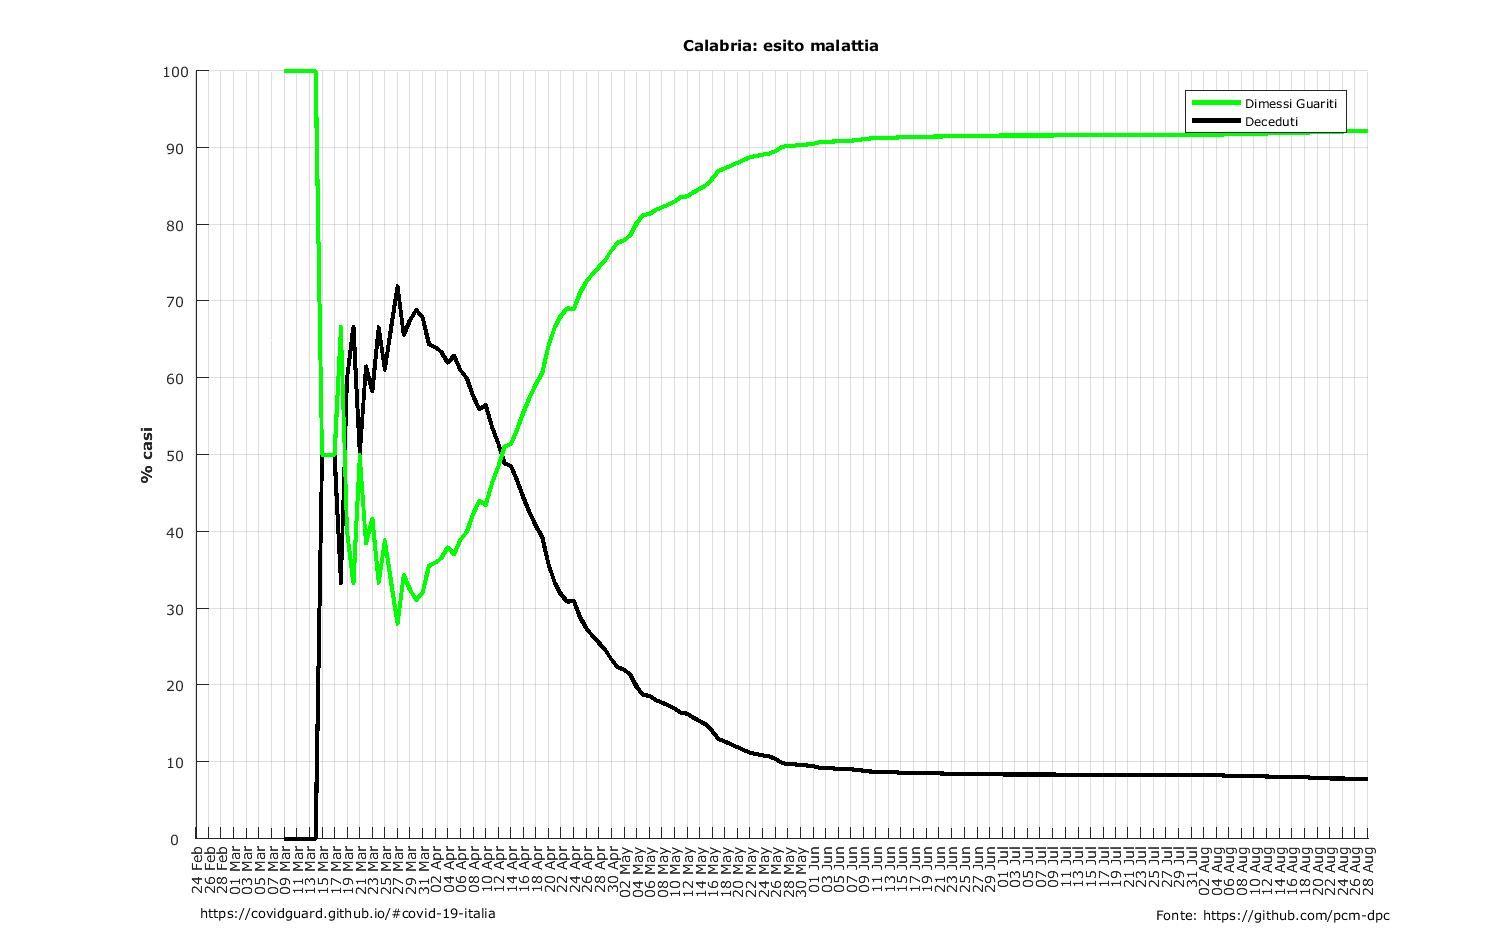 Calabria: esito malattia
Dimessi Guariti
Deceduti
% casi
100
90
80
70
60
50
40
30
20
10
0
24 Feb
26 Feb
28 Feb
01 Mar
03 Mar
05 Mar
07 Mar
09 Mar
11 Mar
13 Mar
15 Mar
17 Mar
19 Mar
21 Mar
23 Mar
25 Mar
27 Mar
29 Mar
31 Mar
02 Apr
04 Apr
06 Apr
08 Apr
10 Apr
12 Apr
14 Apr
16 Apr
18 Apr
20 Apr
22 Apr
24 Apr
26 Apr
28 Apr
30 Apr
02 May
04 May
06 May
08 May
10 May
12 May
14 May
16 May
18 May
20 May
22 May
24 May
26 May
28 May
30 May
01 Jun
03 Jun
05 Jun
07 Jun
09 Jun
11 Jun
13 Jun
15 Jun
17 Jun
19 Jun
21 Jun
23 Jun
25 Jun
27 Jun
29 Jun
01 Jul
03 Jul
05 Jul
07 Jul
09 Jul
11 Jul
13 Jul
15 Jul
17 Jul
19 Jul
21 Jul
23 Jul
25 Jul
27 Jul
29 Jul
31 Jul
02 Aug
04 Aug
06 Aug
08 Aug
10 Aug
12 Aug
14 Aug
16 Aug
18 Aug
20 Aug
22 Aug
24 Aug
26 Aug
28 Aug
https://covidguard.github.io/#covid-19-italia
Fonte: https://github.com/pcm-dpc